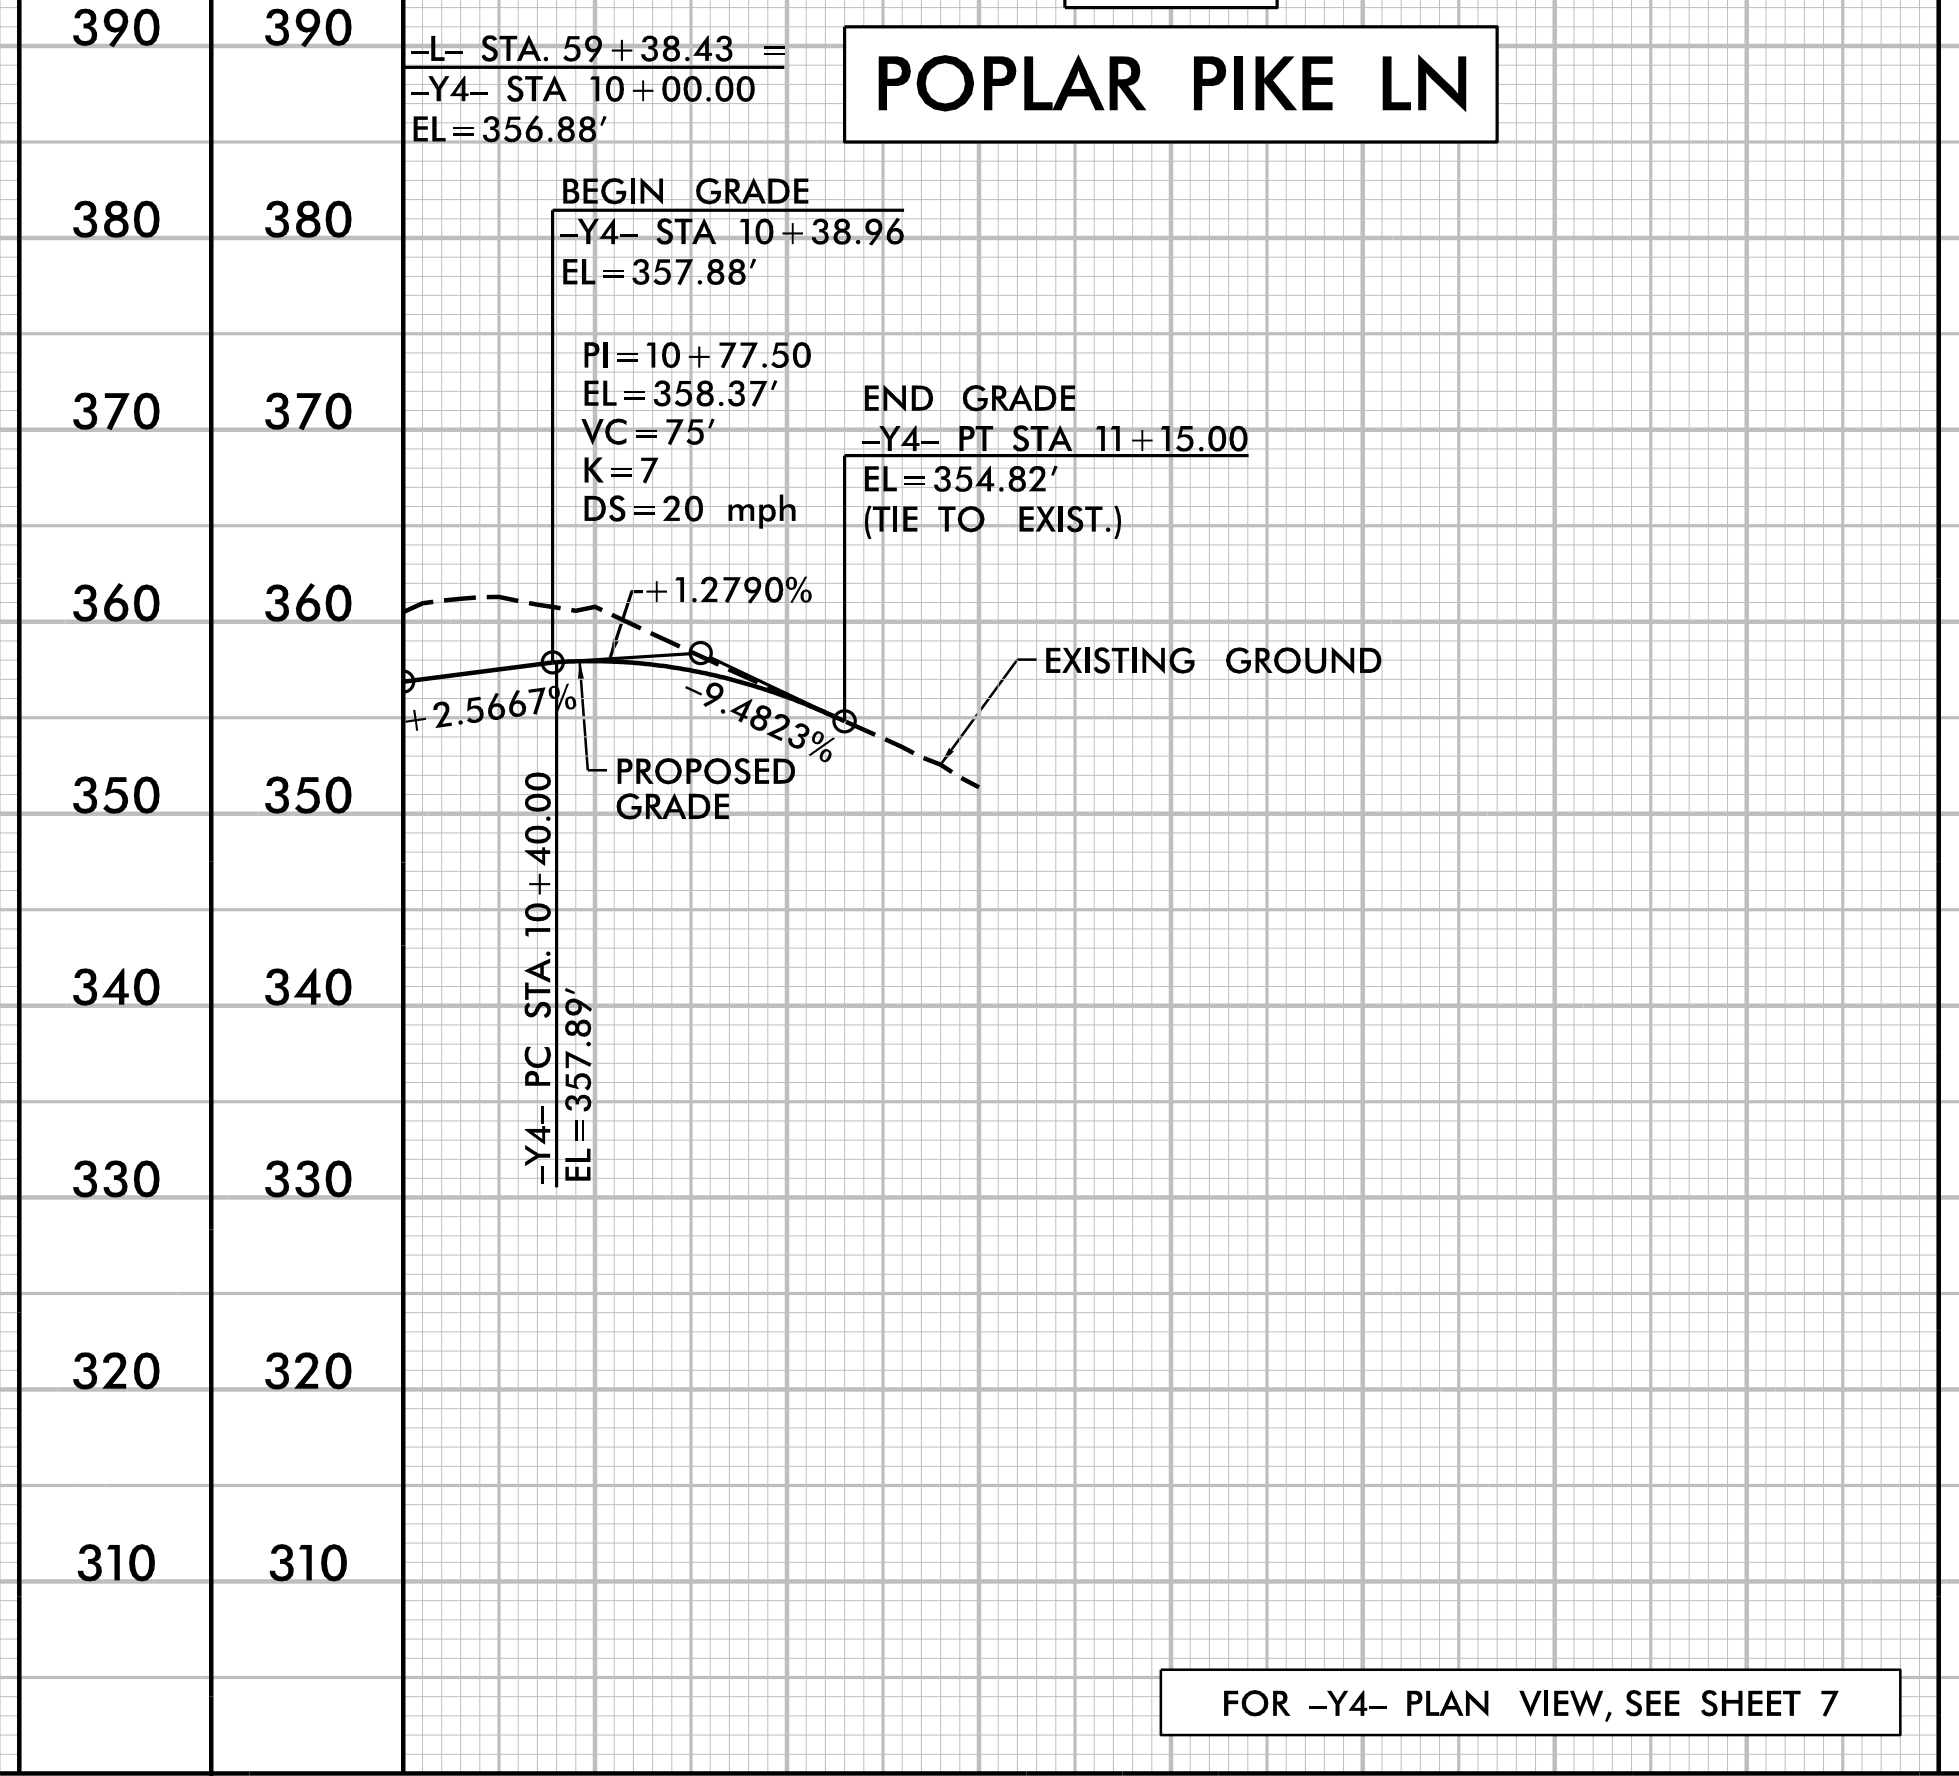 390 390
–L– STA. 59+38.43 =
–Y4– STA 10+00.00
EL=356.88′
POPLAR PIKE LN
380 380
BEGIN GRADE
–Y4– STA 10+38.96
EL=357.88′
PI=10+77.50
EL=358.37′
VC=75′
K=7
DS=20 mph
370 370
END GRADE
–Y4– PT STA 11+15.00
EL=354.82′
(TIE TO EXIST.)
360 360
+1.2790%
+2.5667%
–9.4823%
EXISTING GROUND
PROPOSED
GRADE
350 350
–Y4– PC STA. 10+40.00
EL=357.89′
340 340
330 330
320 320
310 310
FOR –Y4– PLAN VIEW, SEE SHEET 7